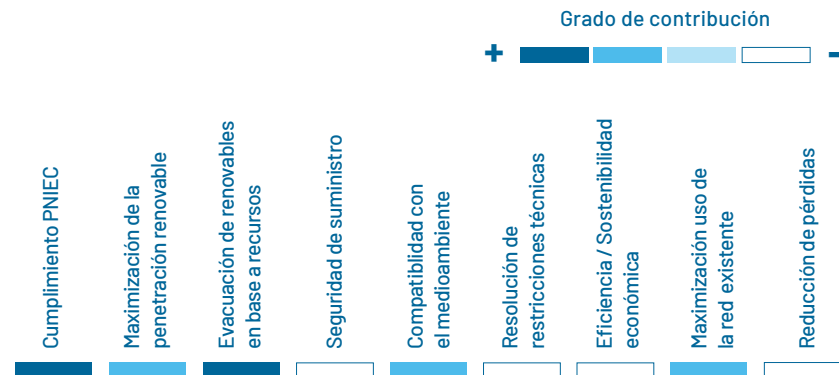 Grado de contribución
+
-
Cumplimiento PNIEC
Maximización de la
penetración renovable
Evacuación de renovables
en base a recursos
Seguridad de suministro
Compatiblidad con
el medioambiente
Resolución de
restricciones técnicas
Eficiencia / Sostenibilidad
económica
Maximización uso de
la red existente
Reducción de pérdidas